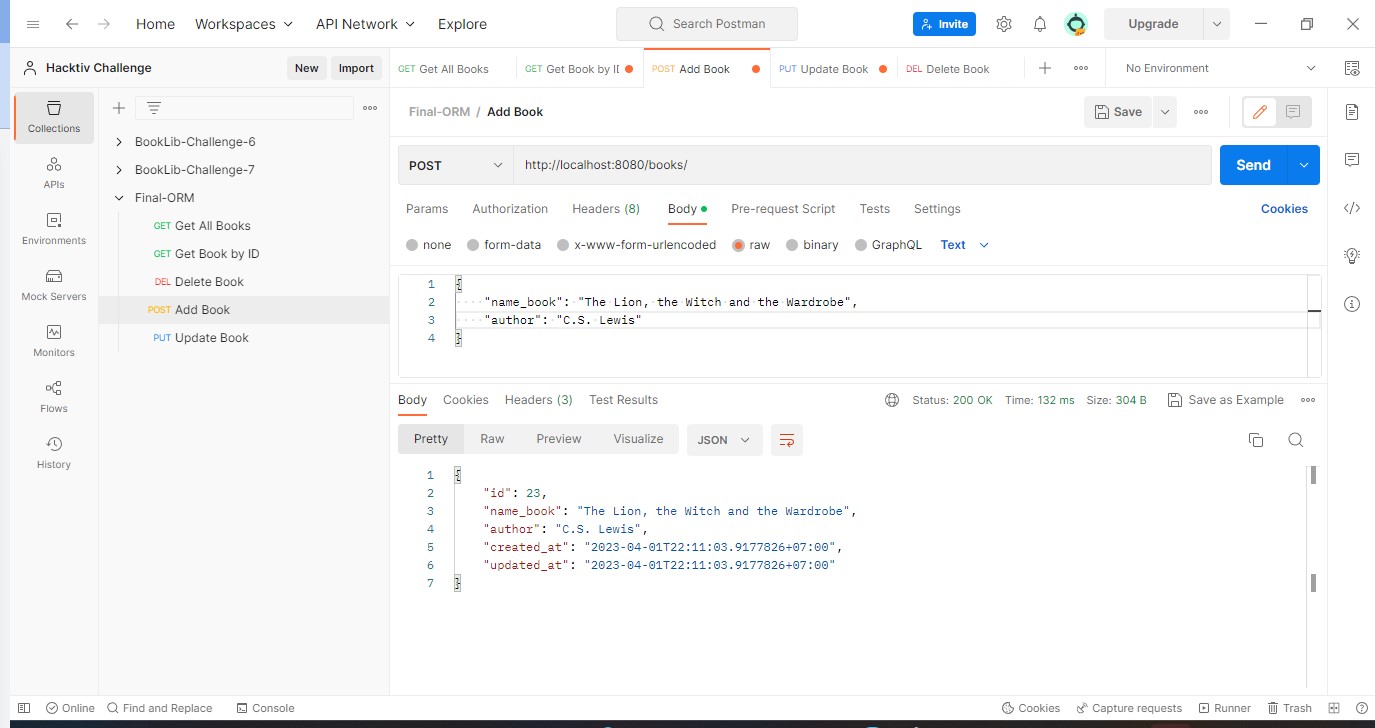 Home Workspaces API Network Explore Search Postman Invite Upgrade
Hacktiv Challenge New Import GET Get All Books GET Get Book by ID POST Add Book PUT Update Book DEL Delete Book No Environment
Collections
APIs
Environments
Mock Servers
Monitors
Flows
History
BookLib-Challenge-6
BookLib-Challenge-7
Final-ORM
GET Get All Books
GET Get Book by ID
DEL Delete Book
POST Add Book
PUT Update Book
Final-ORM / Add Book Save
POST http://localhost:8080/books/ Send
Params Authorization Headers (8) Body Pre-request Script Tests Settings Cookies
none form-data x-www-form-urlencoded raw binary GraphQL Text
1 {
2 "name_book": "The Lion, the Witch and the Wardrobe",
3 "author": "C.S. Lewis"
4 }
Body Cookies Headers (3) Test Results Status: 200 OK Time: 132 ms Size: 304 B Save as Example
Pretty Raw Preview Visualize JSON
1 {
2 "id": 23,
3 "name_book": "The Lion, the Witch and the Wardrobe",
4 "author": "C.S. Lewis",
5 "created_at": "2023-04-01T22:11:03.9177826+07:00",
6 "updated_at": "2023-04-01T22:11:03.9177826+07:00"
7 }
Online Find and Replace Console Cookies Capture requests Runner Trash